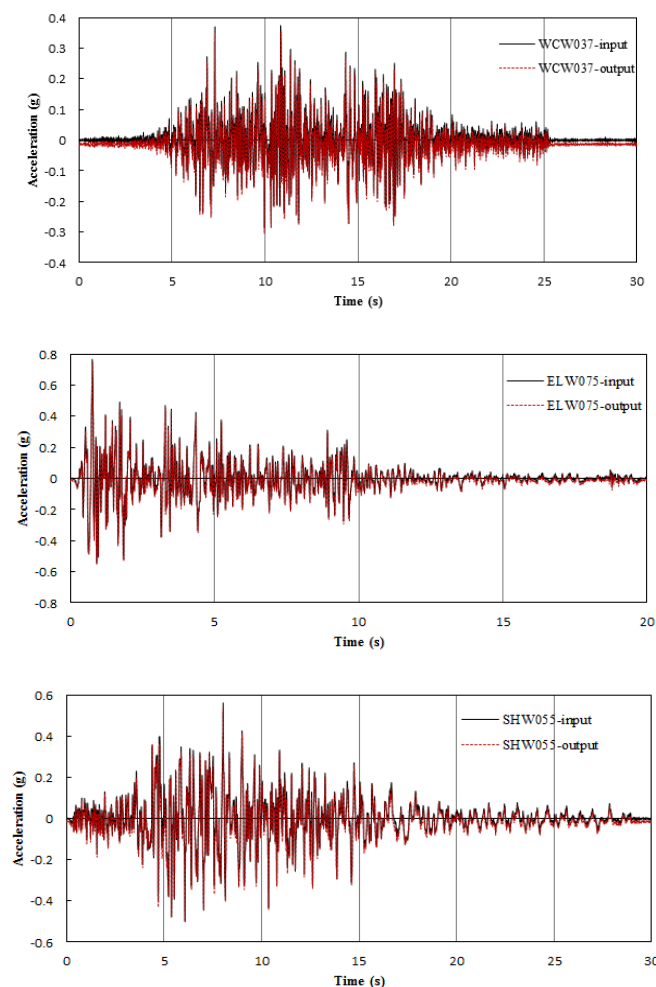 0.4
0.3
0.2
0.1
0
-0.1
-0.2
-0.3
-0.4
Acceleration (g)
WCW037-input
WCW037-output
0 5 10 15 20 25 30
Time (s)
0.8
0.6
0.4
0.2
0
-0.2
-0.4
-0.6
-0.8
Acceleration (g)
ELW075-input
ELW075-output
0 5 10 15 20
Time (s)
0.6
0.4
0.2
0
-0.2
-0.4
-0.6
Acceleration (g)
SHW055-input
SHW055-output
0 5 10 15 20 25 30
Time (s)